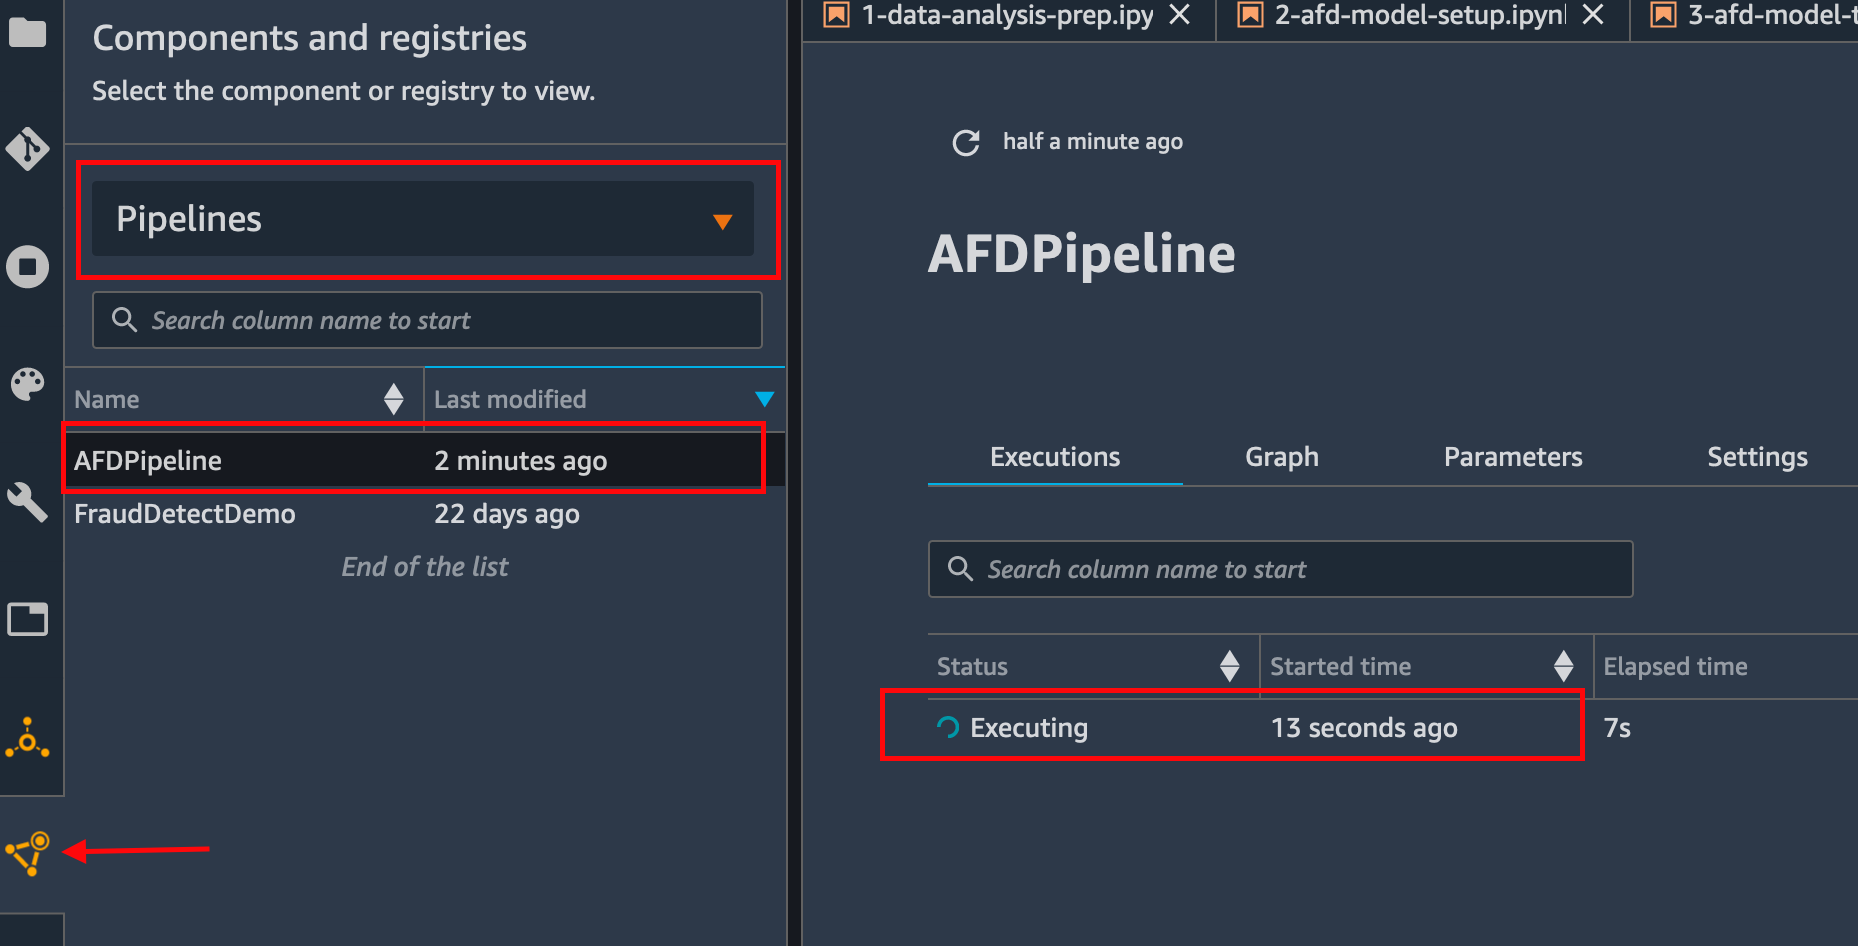 Components and registries
Select the component or registry to view.
Pipelines
Search column name to start
Name Last modified
AFDPipeline 2 minutes ago
FraudDetectDemo 22 days ago
End of the list
1-data-analysis-prep.ipy 2-afd-model-setup.ipyn 3-afd-model-t
half a minute ago
AFDPipeline
Executions Graph Parameters Settings
Search column name to start
Status Started time Elapsed time
Executing 13 seconds ago 7s